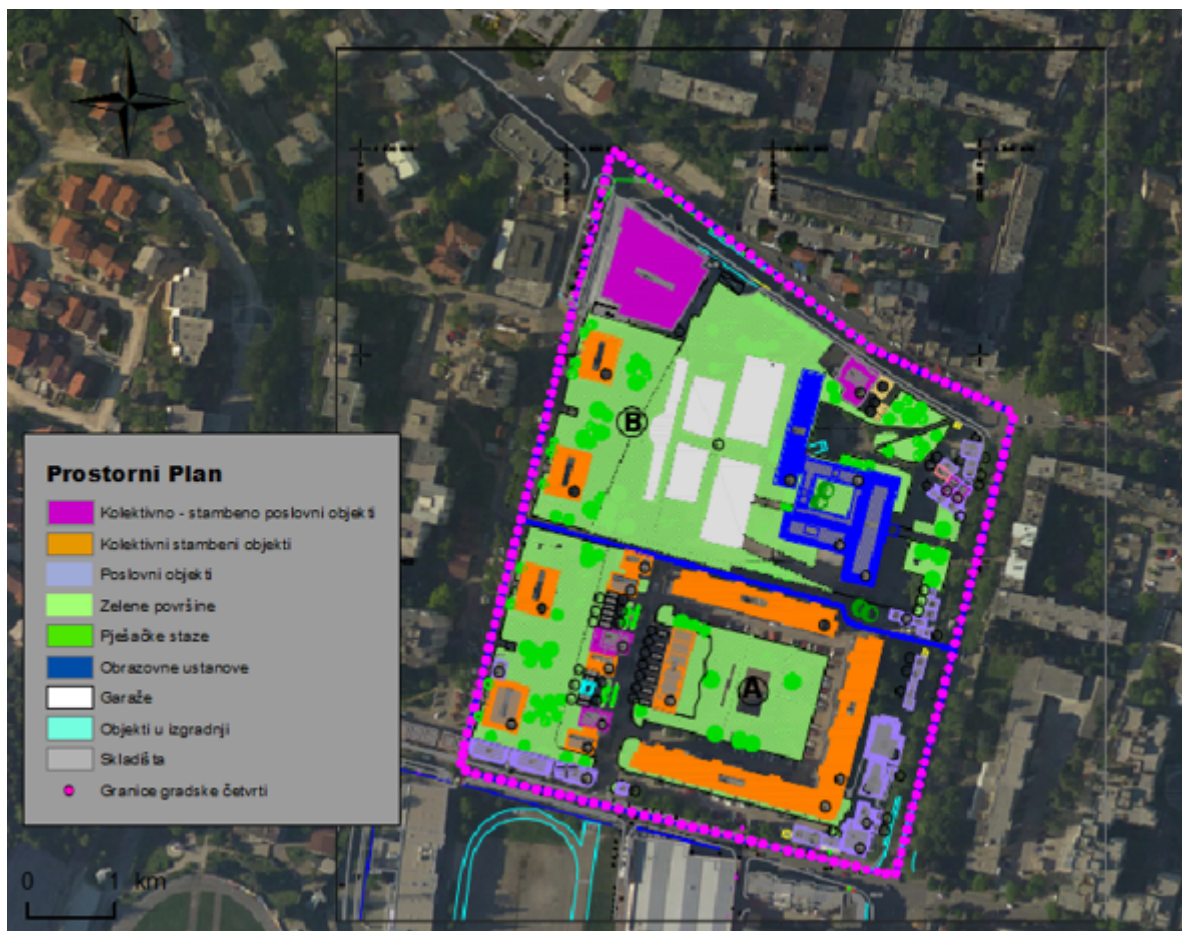 N
B
Prostorni Plan
Kolektivno - stambeno poslovni objekti
Kolektivni stambeni objekti
Poslovni objekti
Zelene površine
Pješačke staze
Obrazovne ustanove
Garaže
Objekti u izgradnji
Skladišta
Granice gradske četvrti
A
0 1 km